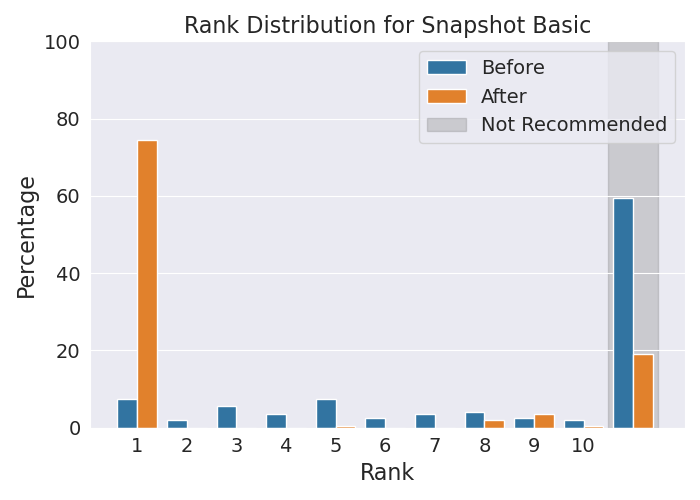 Rank Distribution for Snapshot Basic
Before
After
Not Recommended
Percentage
100
80
60
40
20
0
1 2 3 4 5 6 7 8 9 10
Rank